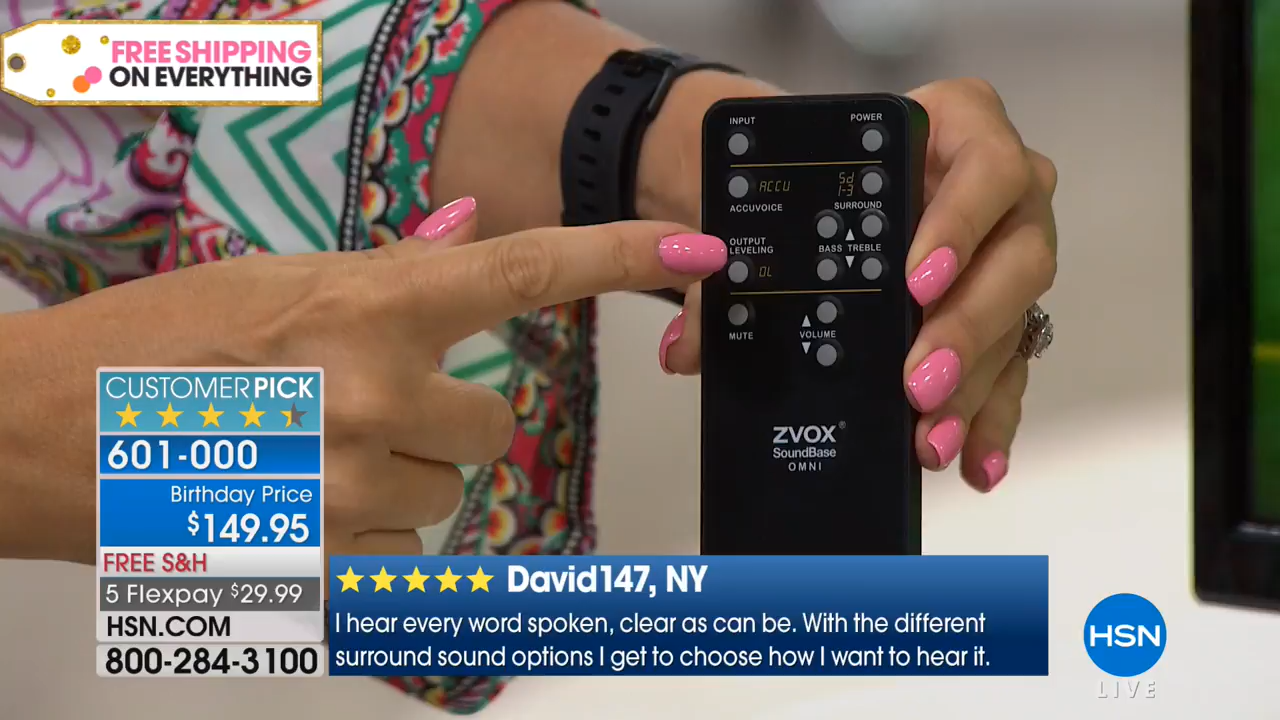 FREE SHIPPING
ON EVERYTHING
INPUT
POWER
ACCU
Sd
1-3
ACCUVOICE
SURROUND
OUTPUT
LEVELING
BASS TREBLE
OL
MUTE
VOLUME
ZVOX®
SoundBase
OMNI
CUSTOMER PICK
601-000
Birthday Price
$149.95
FREE S&H
5 Flexpay $29.99
HSN.COM
800-284-3100
David147, NY
I hear every word spoken, clear as can be. With the different
surround sound options I get to choose how I want to hear it.
HSN
LIVE